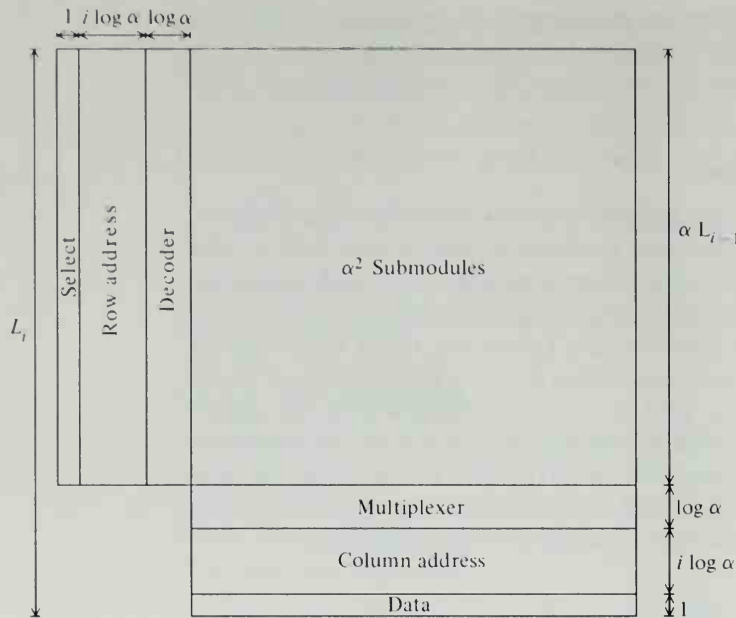 1 i log α log α
Select
Row address
Decoder
α² Submodules
L_i
α L_{i-1}
Multiplexer
log α
Column address
i log α
Data
1